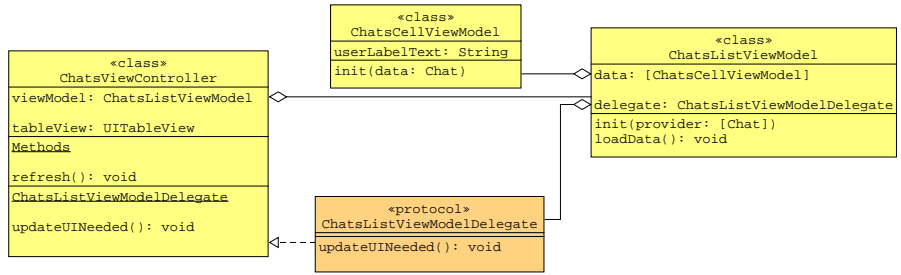 «class»
ChatsCellViewModel
userLabelText: String
init(data: Chat)
«class»
ChatsListViewModel
data: [ChatsCellViewModel]
delegate: ChatsListViewModelDelegate
init(provider: [Chat])
loadData(): void
«class»
ChatsViewController
viewModel: ChatsListViewModel
tableView: UITableView
Methods
refresh(): void
ChatsListViewModelDelegate
updateUINeeded(): void
«protocol»
ChatsListViewModelDelegate
updateUINeeded(): void